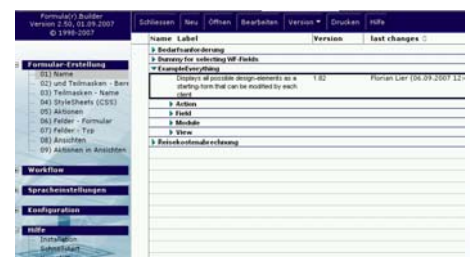 Formula(r).Builder
Version 2.50, 01.09.2007
© 1998-2007
Schliessen Neu Öffnen Bearbeiten Version Drucken Hilfe
Name Label Version last changes
Bedarfsanforderung
Dummy for selecting WF-Fields
ExampleEverything
Displays all possible design-elements as a 1.82 Florian Lier (06.09.2007 12:
starting-form that can be modified by each
client
Action
Field
Module
View
Reisekostenabrechnung
Formular-Erstellung
01) Name
02) und Teilmasken - Bere
03) Teilmasken - Name
04) StyleSheets (CSS)
05) Aktionen
06) Felder - Formular
07) Felder - Typ
08) Ansichten
09) Aktionen in Ansichten
Workflow
Spracheinstellungen
Konfiguration
Hilfe
Installation
Schnellstart